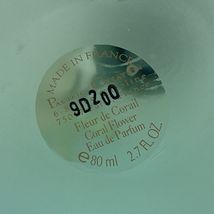 MADE IN FRANCE
9D200
Fleur de Corail
Coral Flower
Eau de Parfum
e 80 ml 2.7 FL.OZ.